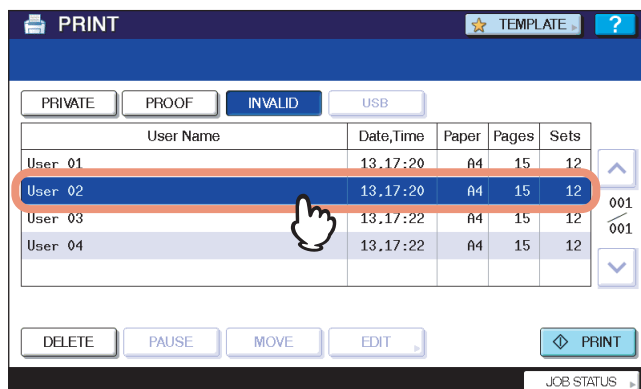 PRINT TEMPLATE ?
PRIVATE PROOF INVALID USB
User Name Date,Time Paper Pages Sets
User 01 13,17:20 A4 15 12
User 02 13,17:20 A4 15 12
User 03 13,17:22 A4 15 12
User 04 13,17:22 A4 15 12
001
001
DELETE PAUSE MOVE EDIT PRINT
JOB STATUS